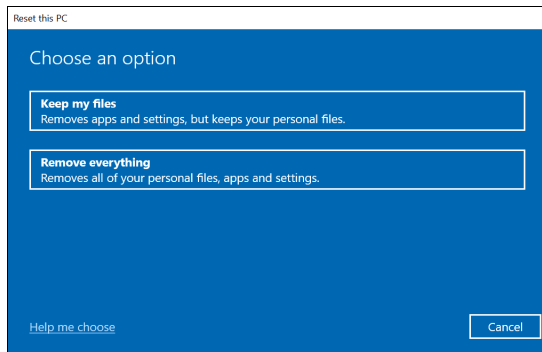 Reset this PC
Choose an option
Keep my files
Removes apps and settings, but keeps your personal files.
Remove everything
Removes all of your personal files, apps and settings.
Help me choose
Cancel